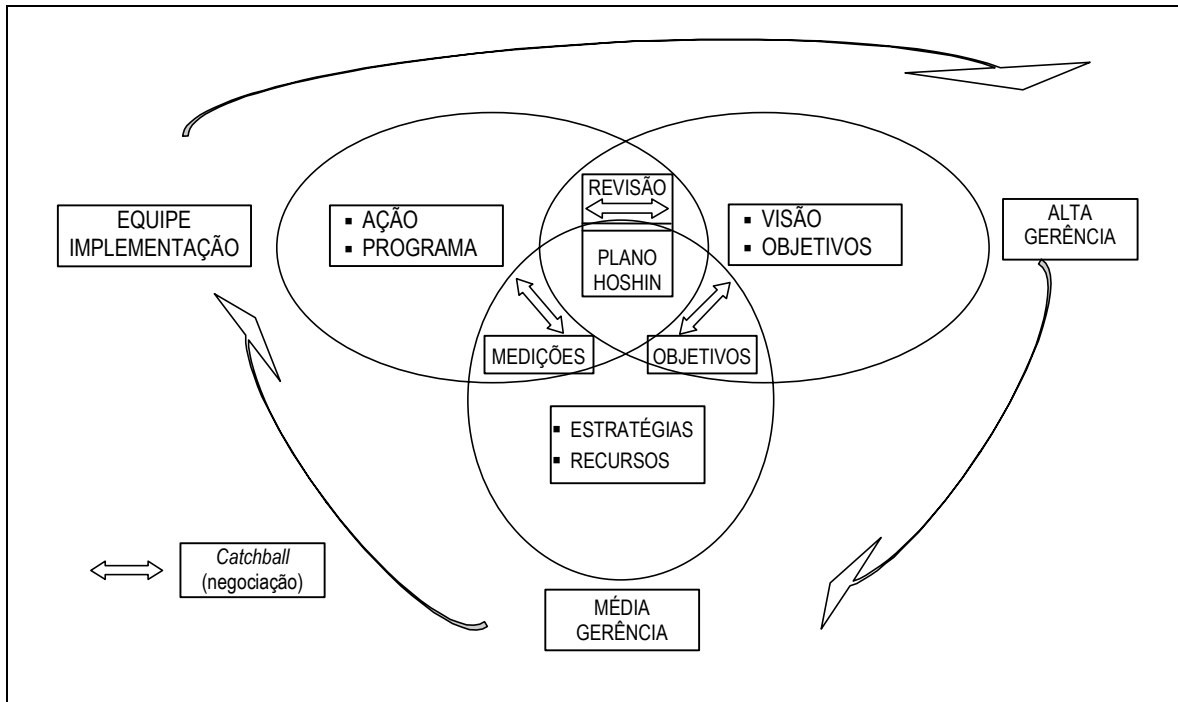 REVISÃO
EQUIPE
IMPLEMENTAÇÃO
▪ AÇÃO
▪ PROGRAMA
PLANO
HOSHIN
▪ VISÃO
▪ OBJETIVOS
ALTA
GERÊNCIA
MEDIÇÕES
OBJETIVOS
▪ ESTRATÉGIAS
▪ RECURSOS
Catchball
(negociação)
MÉDIA
GERÊNCIA